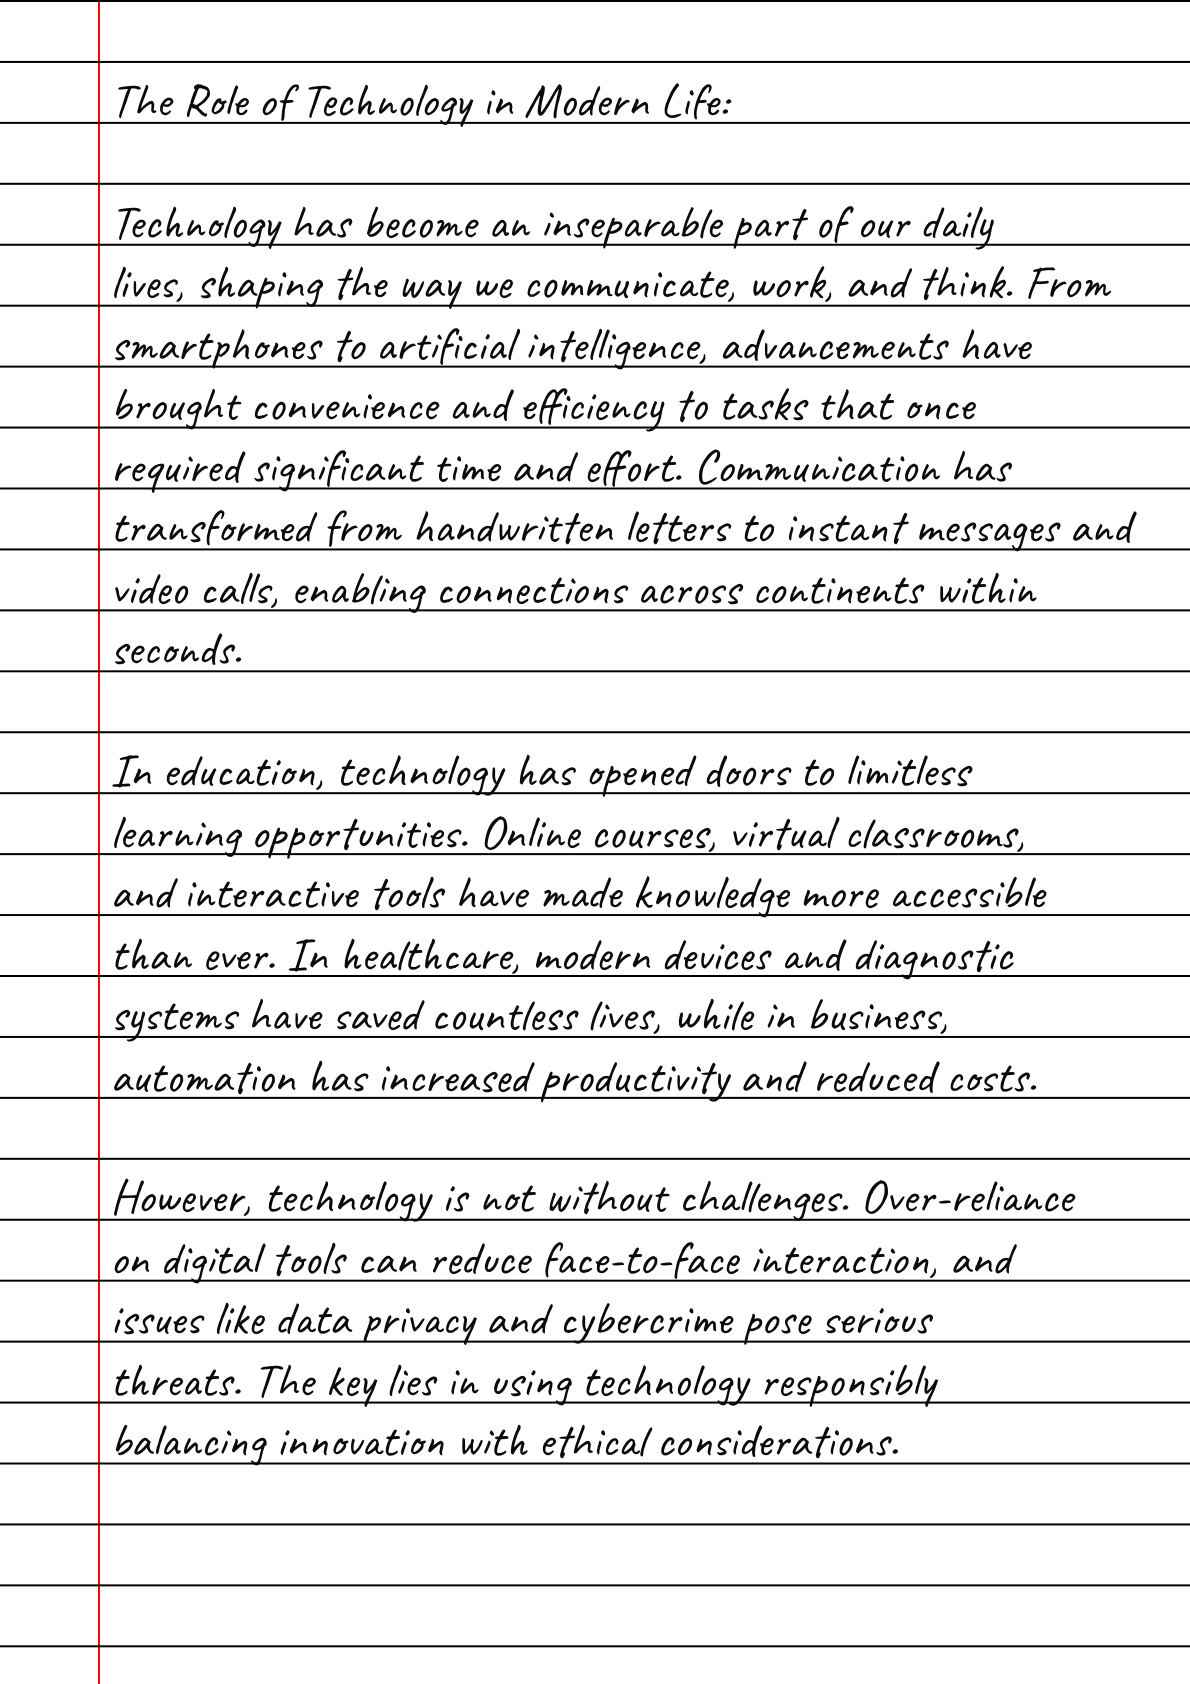 The Role of Technology in Modern Life:
Technology has become an inseparable part of our daily
lives, shaping the way we communicate, work, and think. From
smartphones to artificial intelligence, advancements have
brought convenience and efficiency to tasks that once
required significant time and effort. Communication has
transformed from handwritten letters to instant messages and
video calls, enabling connections across continents within
seconds.
In education, technology has opened doors to limitless
learning opportunities. Online courses, virtual classrooms,
and interactive tools have made knowledge more accessible
than ever. In healthcare, modern devices and diagnostic
systems have saved countless lives, while in business,
automation has increased productivity and reduced costs.
However, technology is not without challenges. Over-reliance
on digital tools can reduce face-to-face interaction, and
issues like data privacy and cybercrime pose serious
threats. The key lies in using technology responsibly
balancing innovation with ethical considerations.